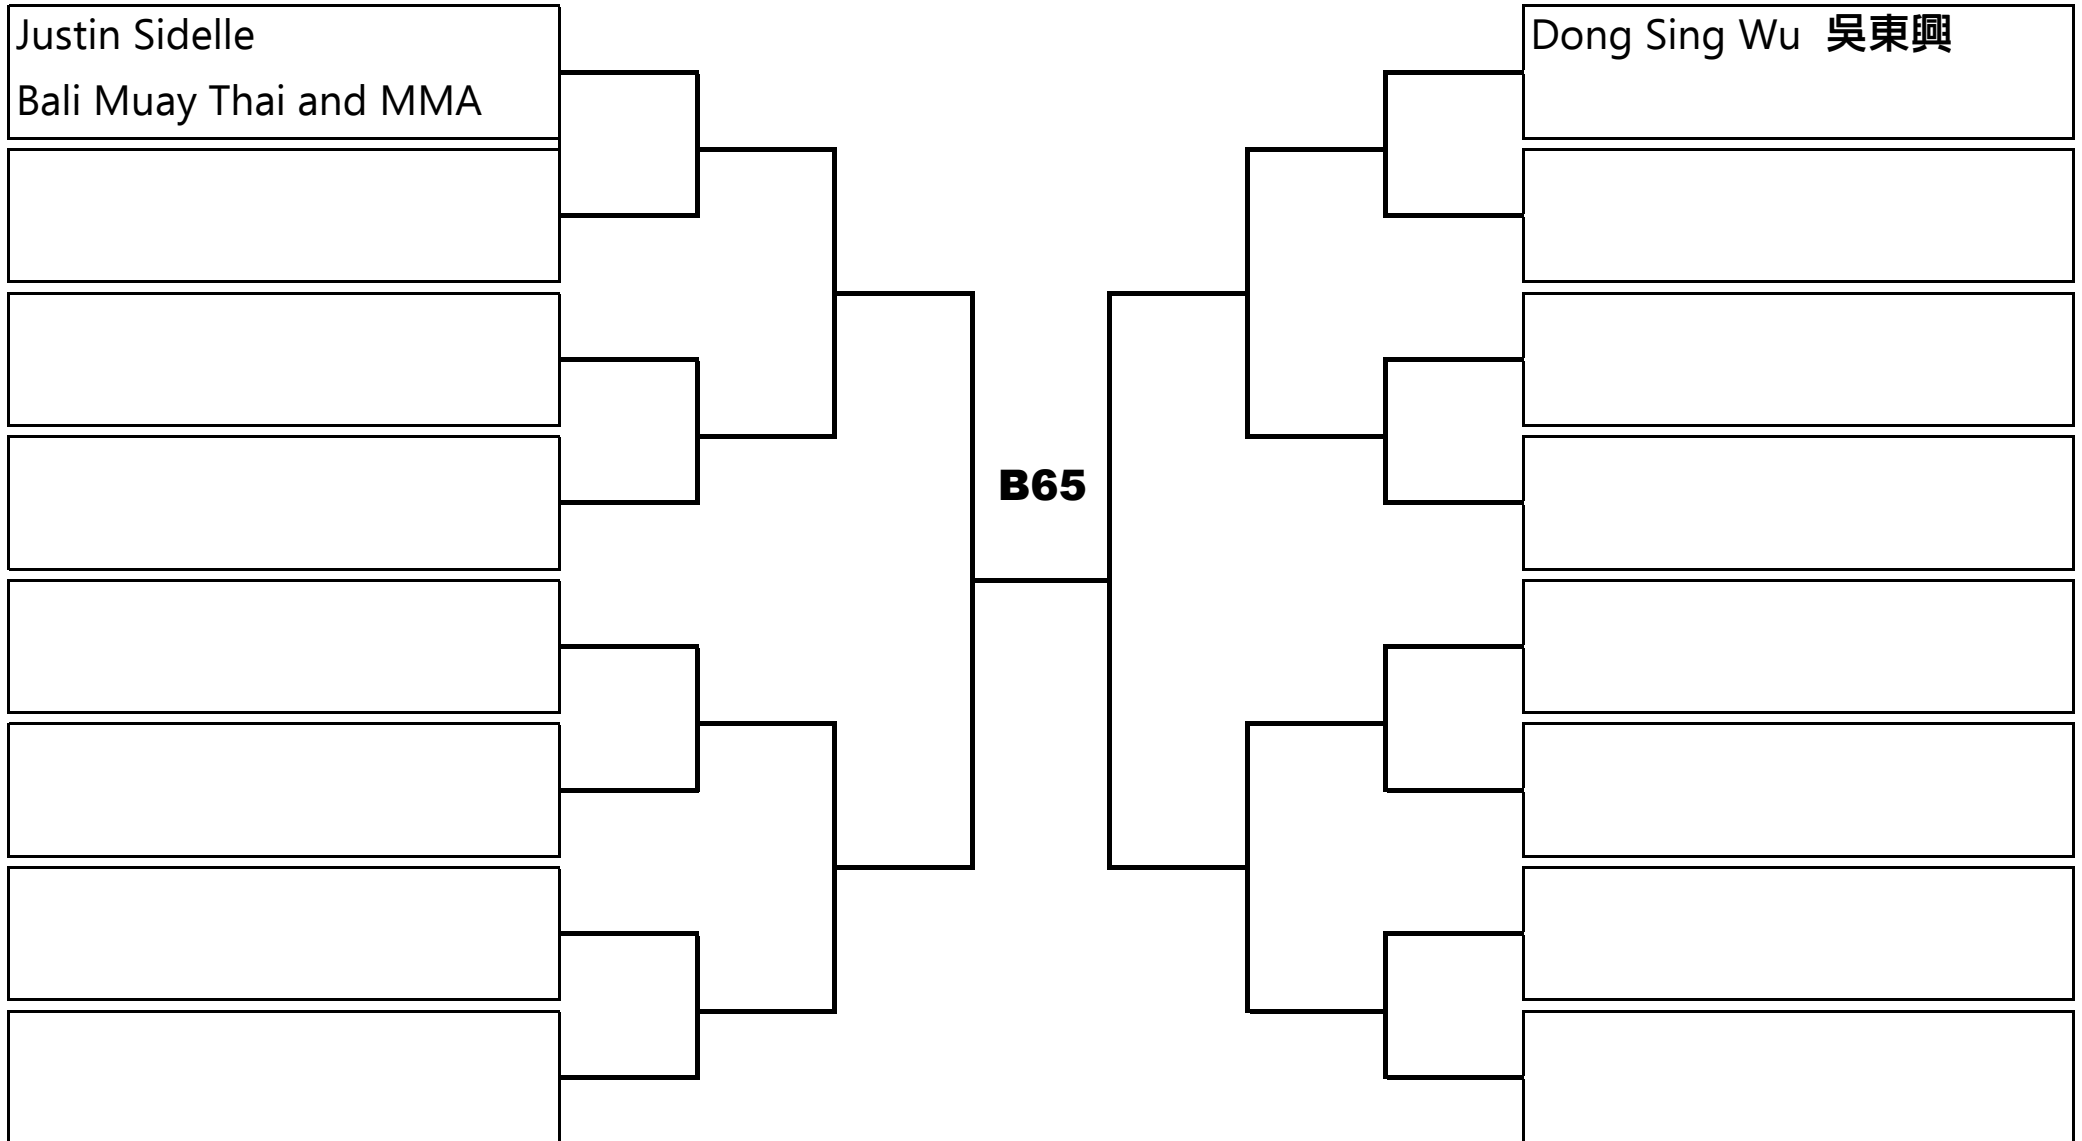 Justin Sidelle
Bali Muay Thai and MMA
Dong Sing Wu 吳東興
B65